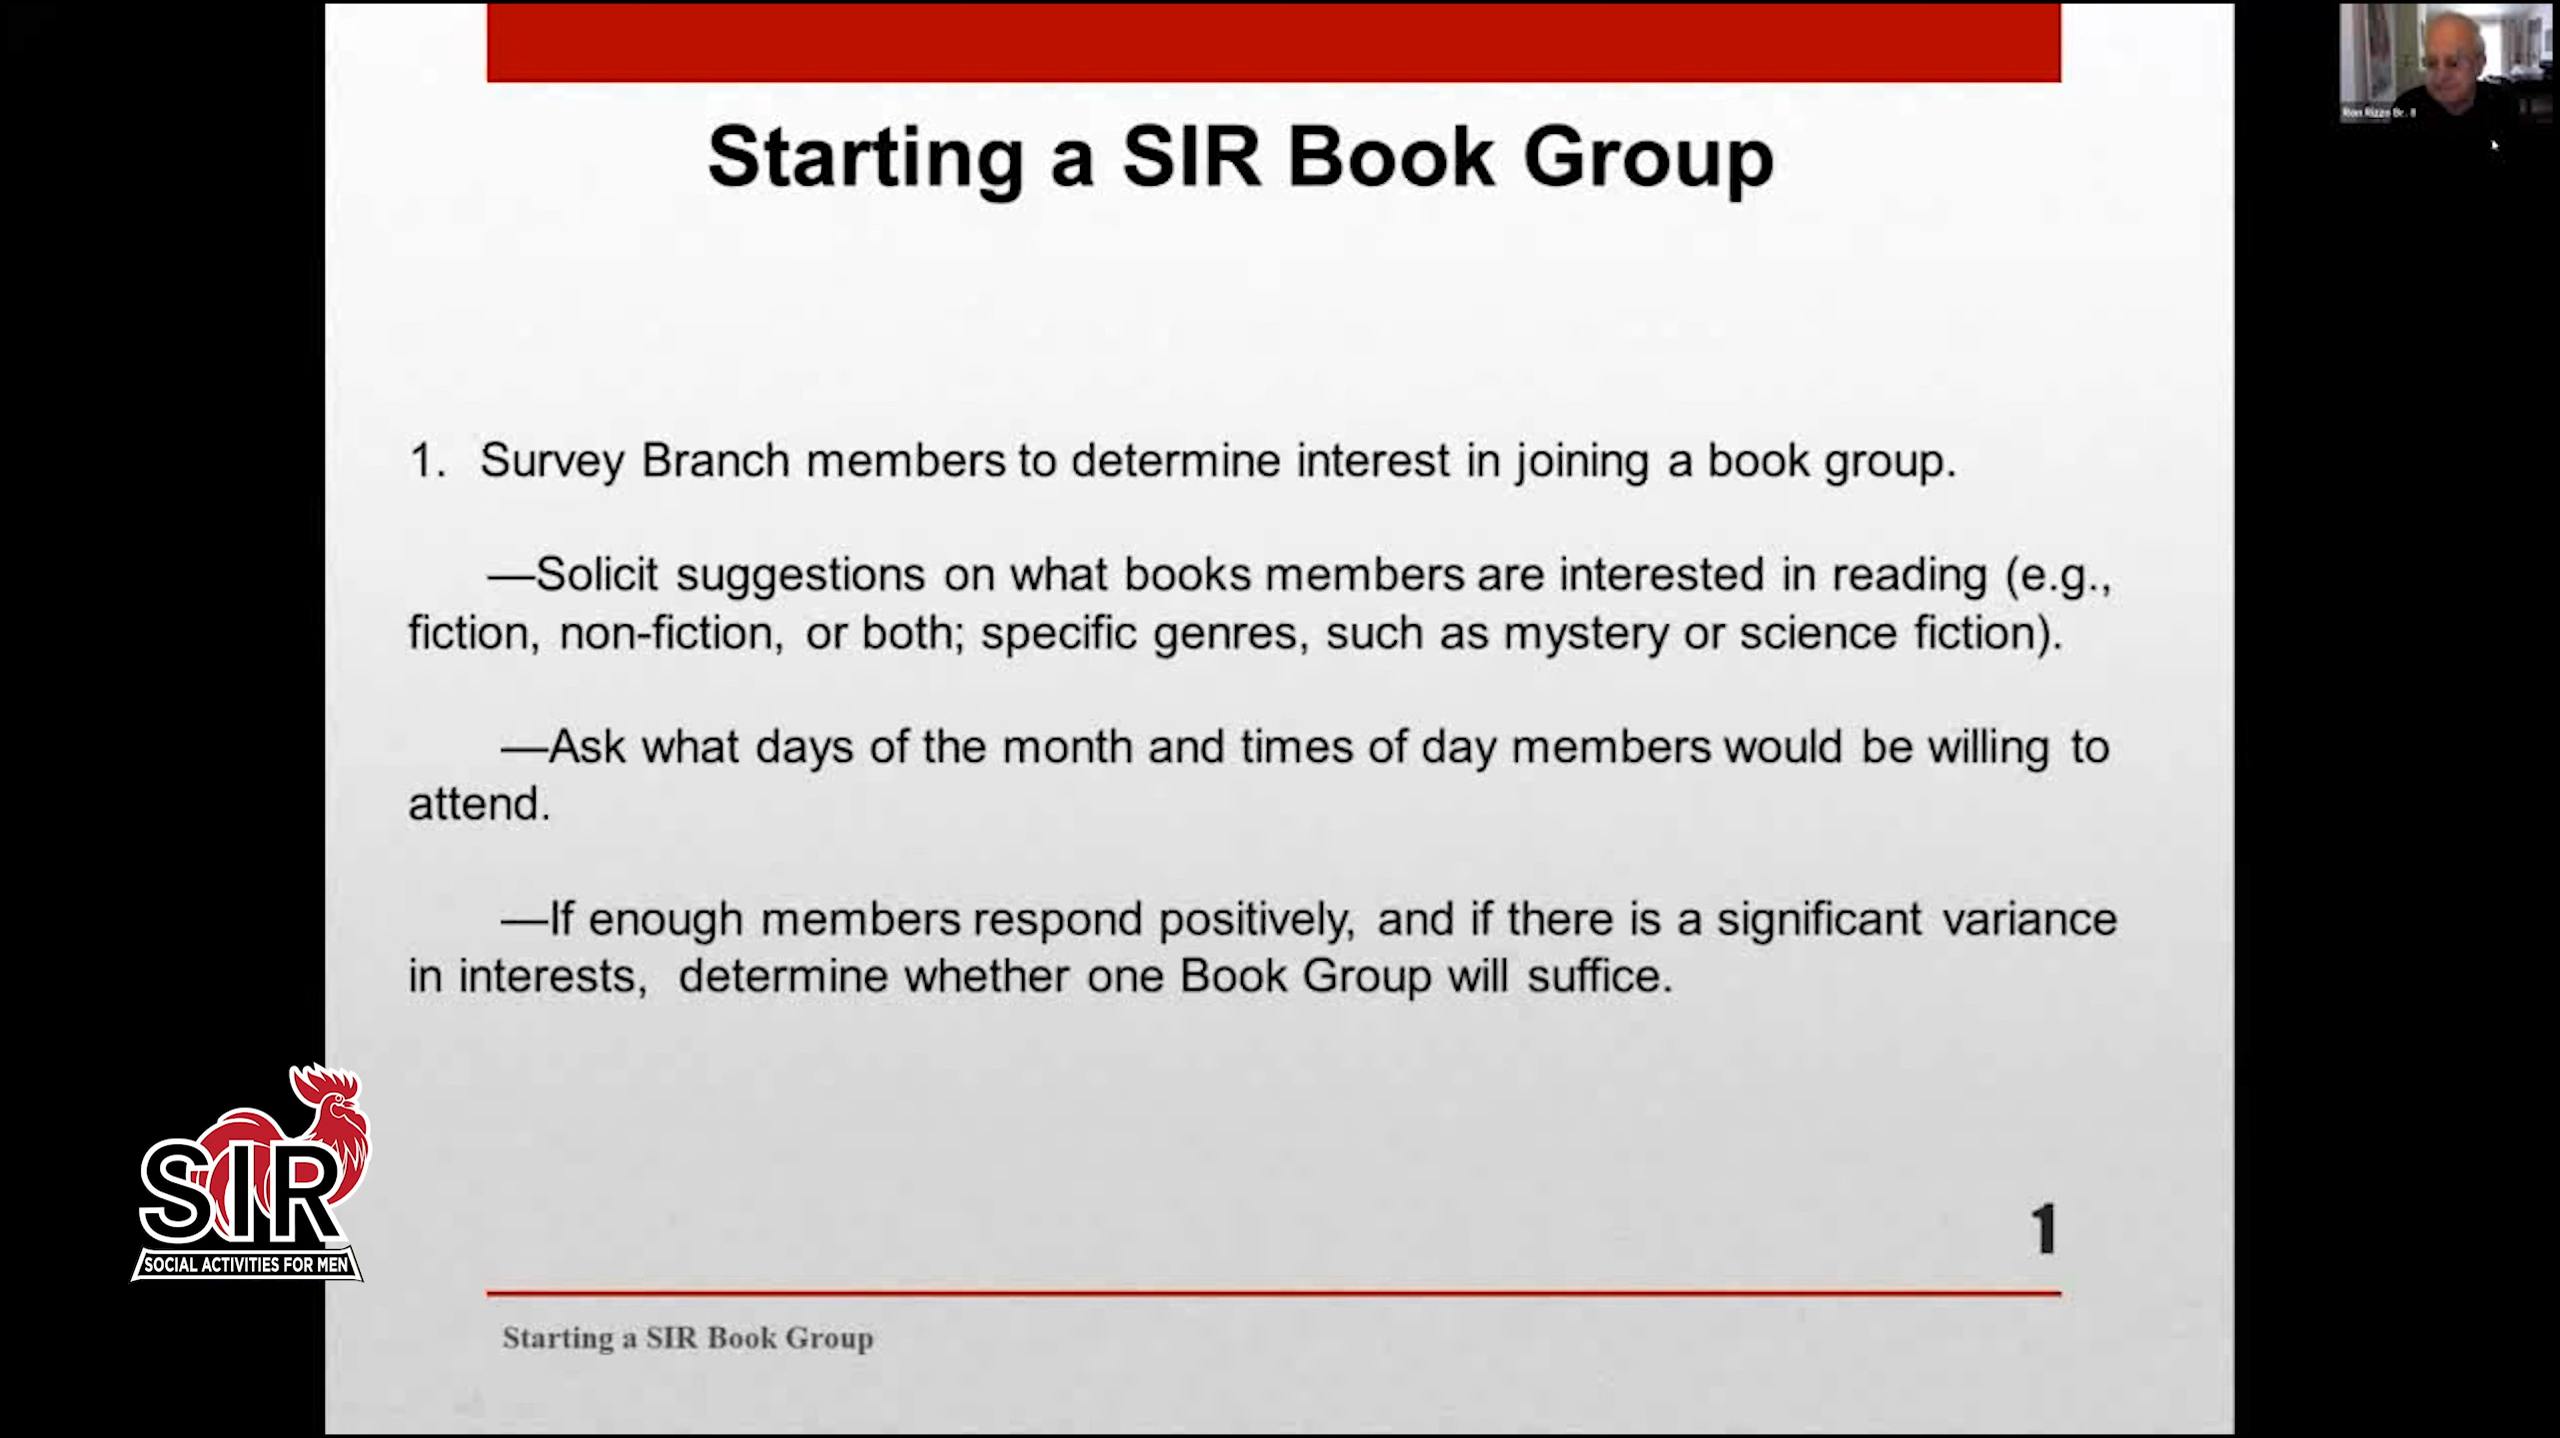 Starting a SIR Book Group
Ron Rizzo Br. 8
1. Survey Branch members to determine interest in joining a book group.
—Solicit suggestions on what books members are interested in reading (e.g.,
fiction, non-fiction, or both; specific genres, such as mystery or science fiction).
—Ask what days of the month and times of day members would be willing to
attend.
—If enough members respond positively, and if there is a significant variance
in interests, determine whether one Book Group will suffice.
SIR
SOCIAL ACTIVITIES FOR MEN
1
Starting a SIR Book Group